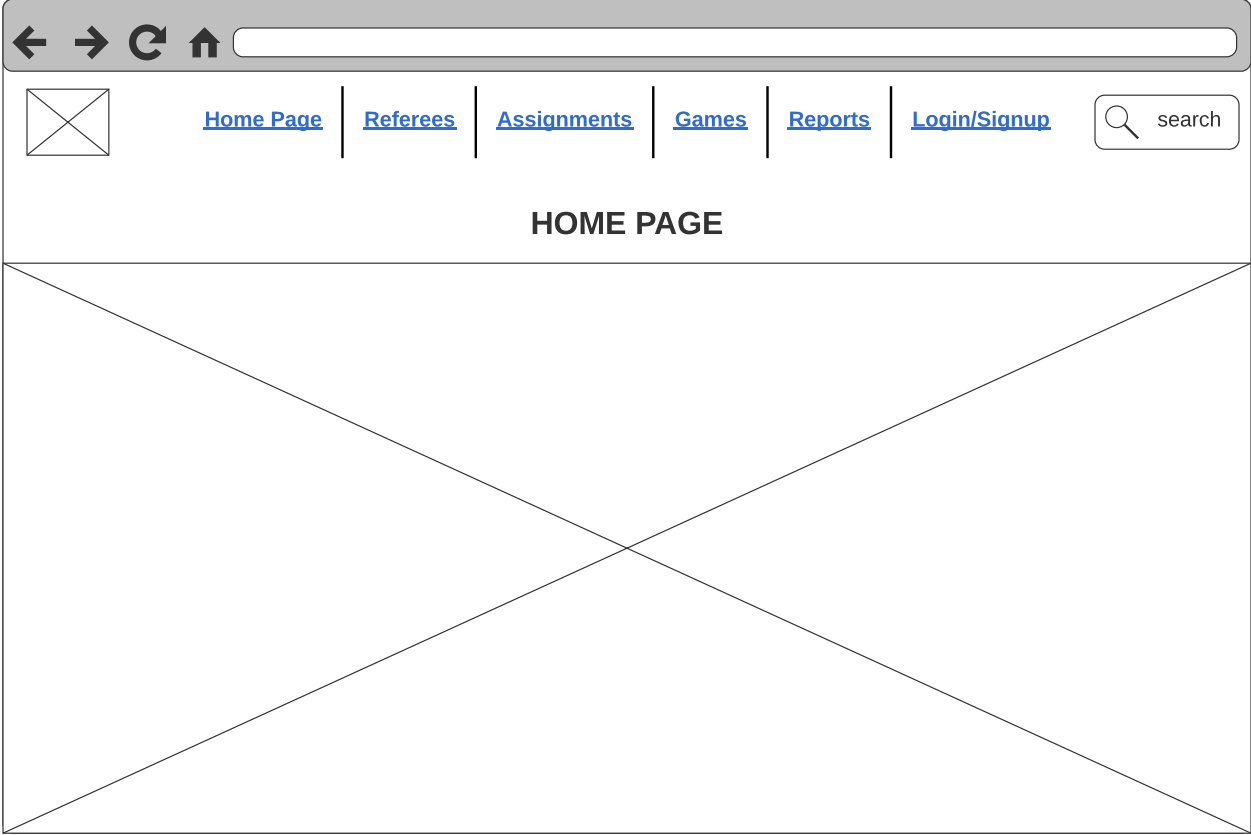 Home Page
Referees
Assignments
Games
Reports
Login/Signup
search
HOME PAGE